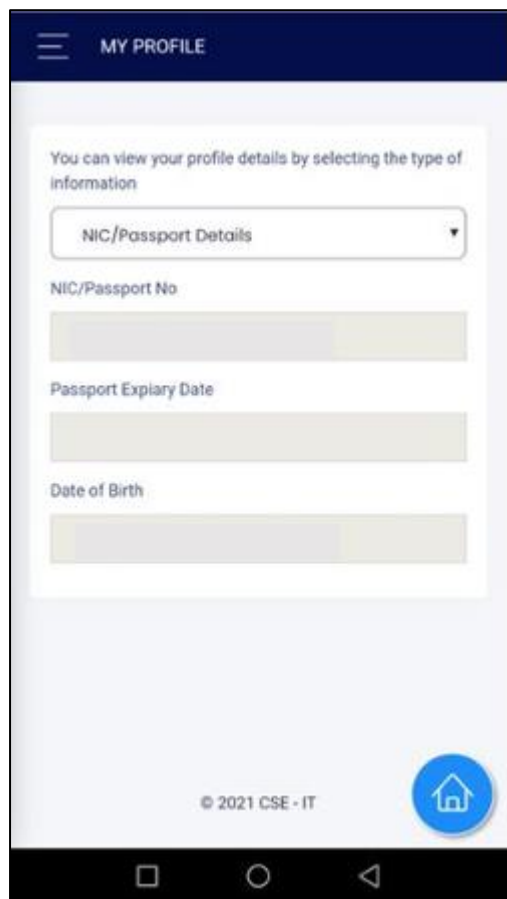 MY PROFILE
You can view your profile details by selecting the type of
information
NIC/Passport Details
NIC/Passport No
Passport Expiary Date
Date of Birth
© 2021 CSE - IT